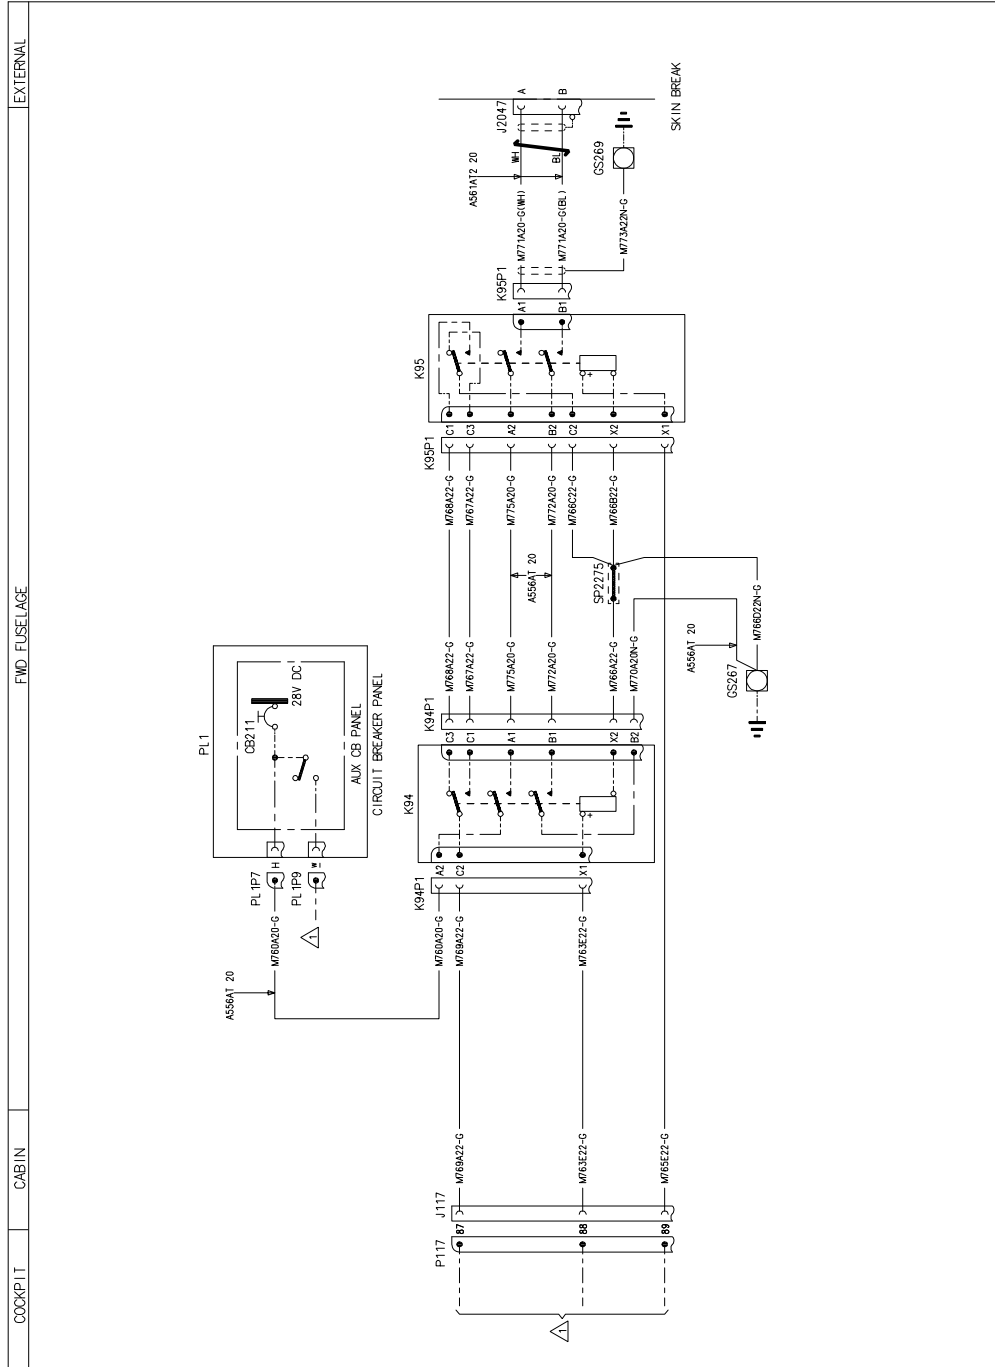 COCKPIT
CABIN
FWD FUSELAGE
EXTERNAL
PL1
CB211
28V DC
AUX CB PANEL
CIRCUIT BREAKER PANEL
PL1P7
H
PL1P9
W
M760A20-G
1
A556AT 20
K94
C3
C1
A1
B1
X2
B2
K94P1
A2
C2
X1
+
K94P1
M760A20-G
M769A22-G
M763E22-G
M769A22-G
M763E22-G
M765E22-G
J117
87
88
89
P117
1
M768A22-G
M767A22-G
M775A20-G
M772A20-G
M766A22-G
M770A20N-G
A556AT 20
SP2275
A556AT 20
M766D22N-G
GS267
M768A22-G
M767A22-G
M775A20-G
M772A20-G
M766C22-G
M766B22-G
K95P1
C1
C3
A2
B2
C2
X2
X1
K95
+
A1
B1
K95P1
M771A20-G(WH)
M771A20-G(BL)
M773A22N-G
GS269
A561AT2 20
WH
BL
J2047
A
B
SKIN BREAK